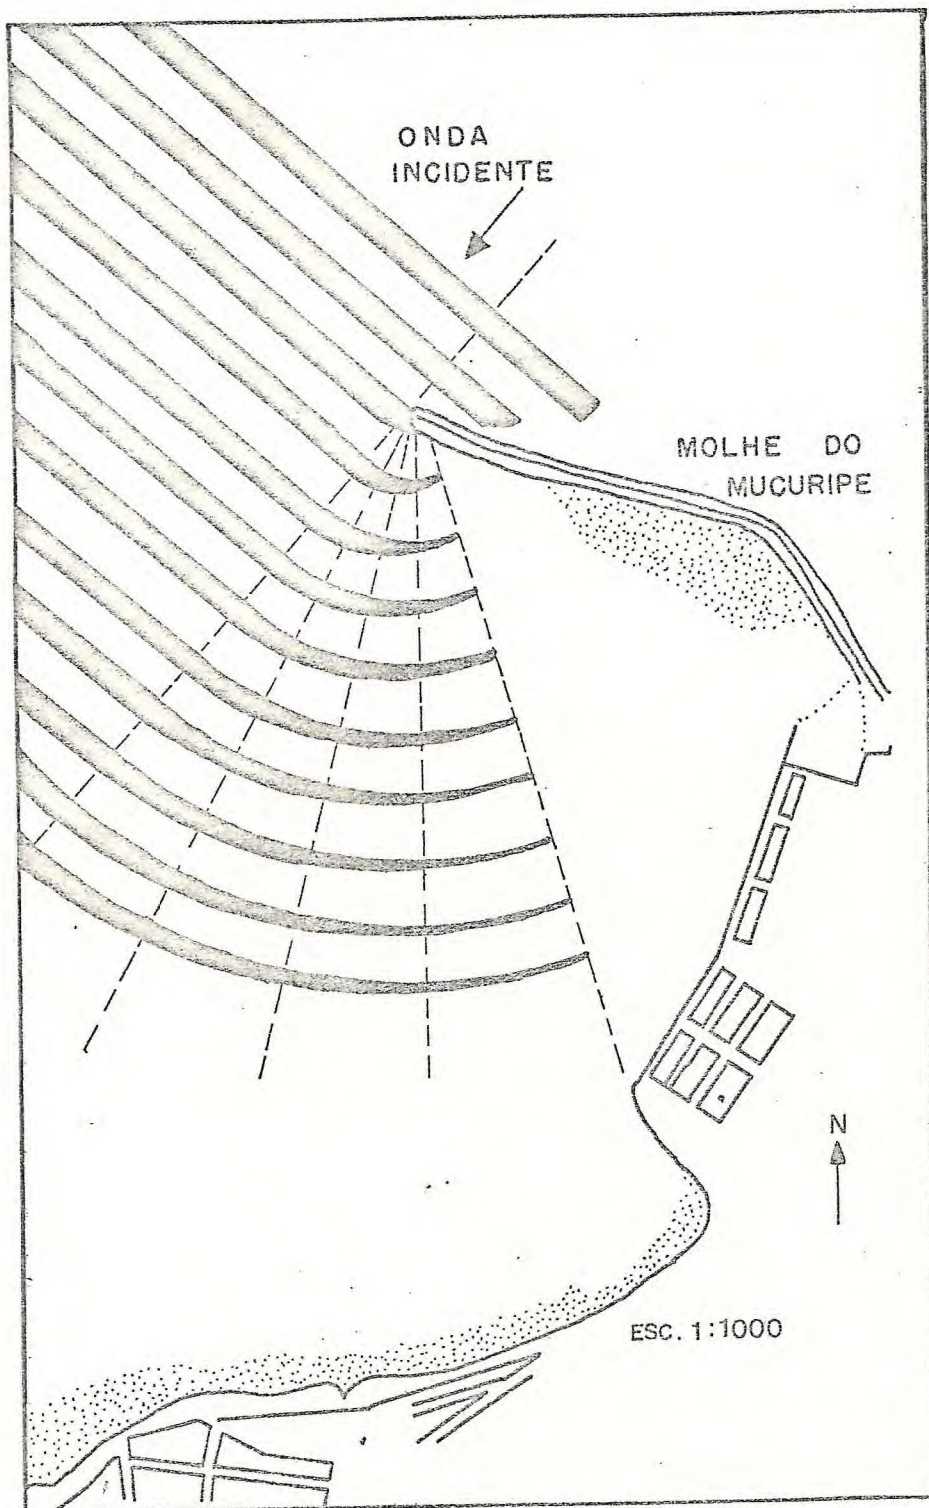 ONDA
INCIDENTE
MOLHE DO
MUCURIPE
N
ESC. 1:1000